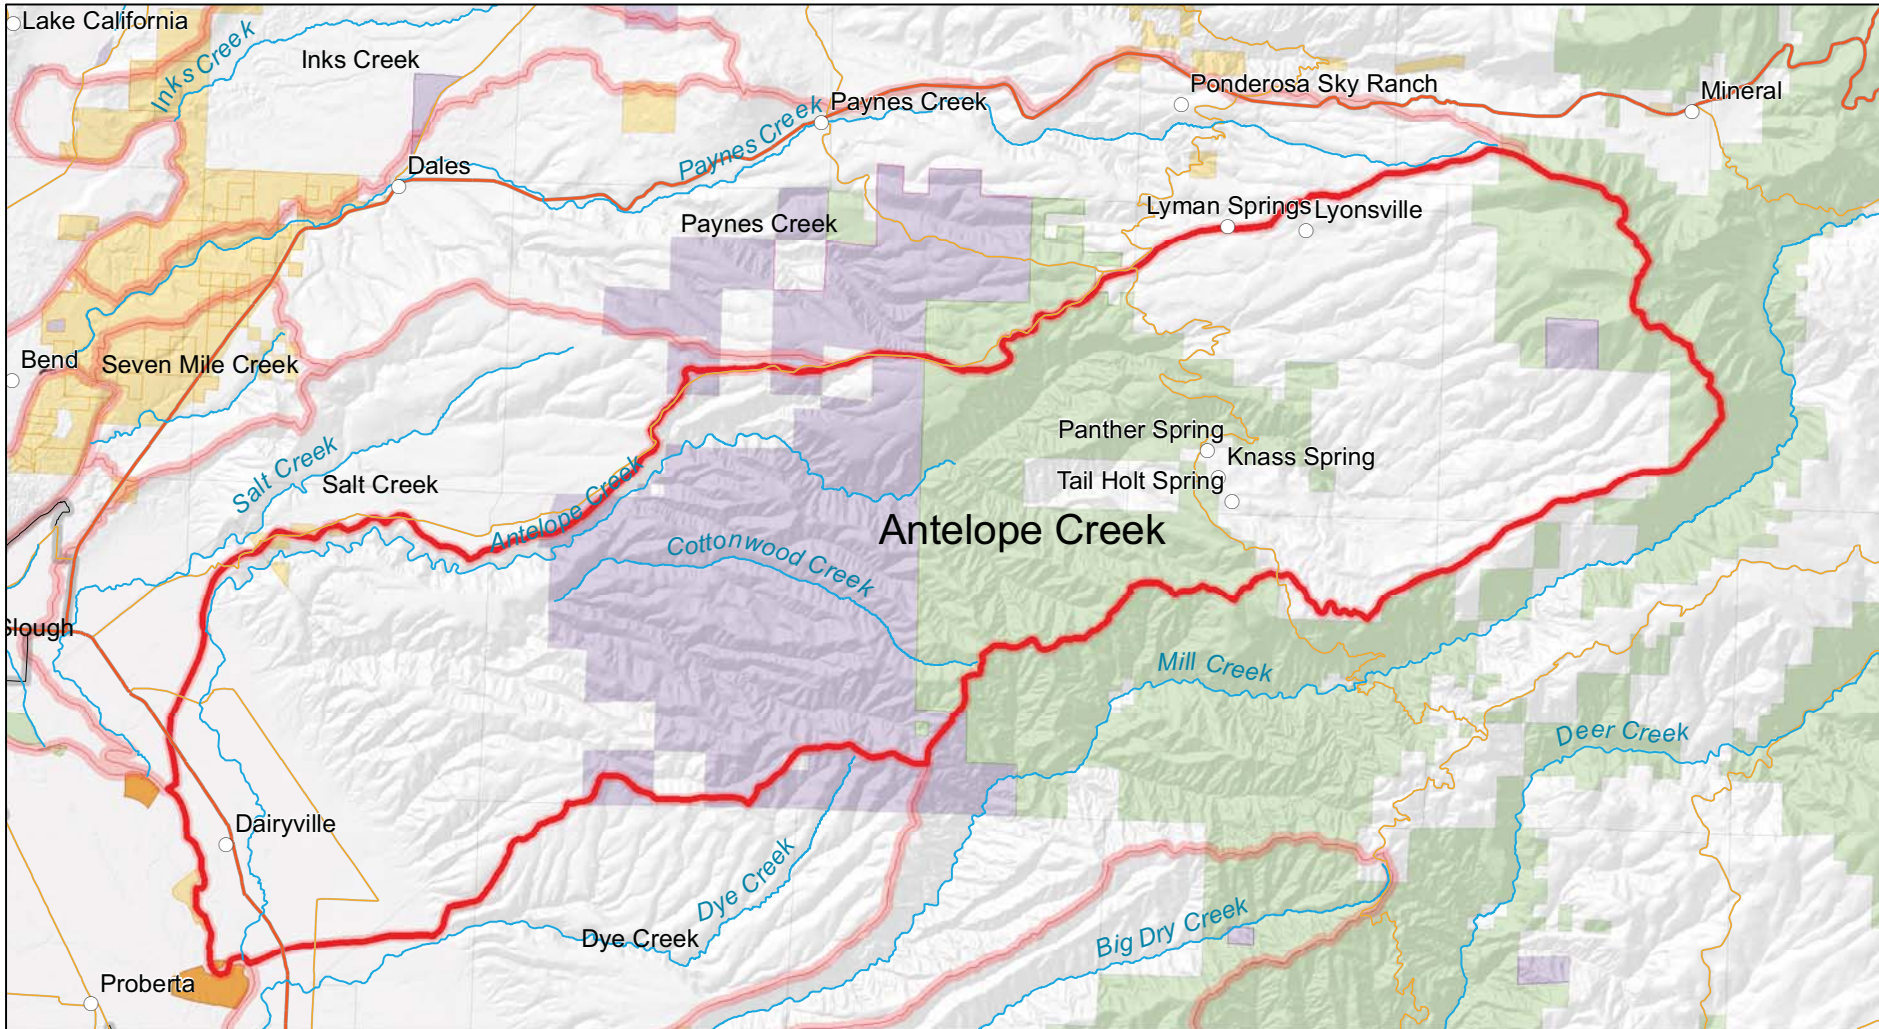 Lake California
Inks Creek
Inks Creek
Ponderosa Sky Ranch
Mineral
Paynes Creek
Paynes Creek
Dales
Paynes Creek
Lyman Springs
Lyonsville
Bend
Seven Mile Creek
Panther Spring
Knass Spring
Tail Holt Spring
Salt Creek
Salt Creek
Antelope Creek
Antelope Creek
Cottonwood Creek
Slough
Mill Creek
Deer Creek
Dairyville
Dye Creek
Dye Creek
Big Dry Creek
Proberta